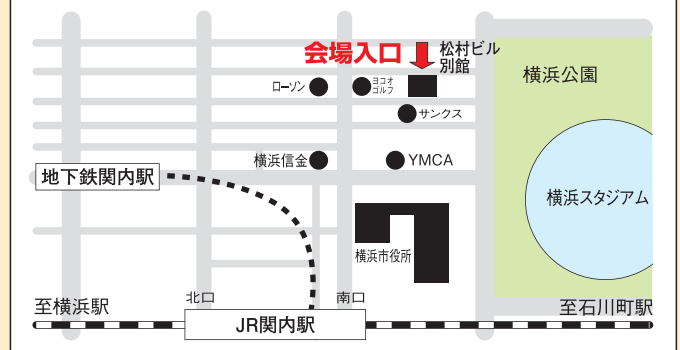 会場入口
松村ビル
別館
横浜公園
ローソン
ヨコオ
ゴルフ
サンクス
横浜信金
YMCA
地下鉄関内駅
横浜スタジアム
横浜市役所
至横浜駅
北口
南口
至石川町駅
JR関内駅